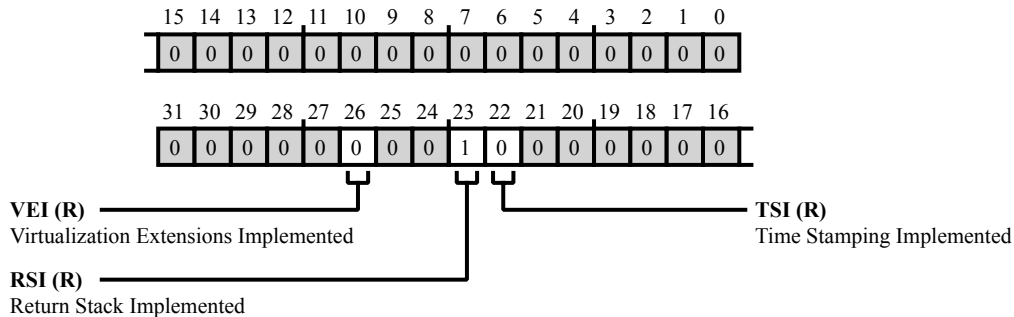 15 14 13 12 11 10 9 8 7 6 5 4 3 2 1 0
0 0 0 0 0 0 0 0 0 0 0 0 0 0 0 0
31 30 29 28 27 26 25 24 23 22 21 20 19 18 17 16
0 0 0 0 0 0 0 0 1 0 0 0 0 0 0 0
VEI (R)
Virtualization Extensions Implemented
TSI (R)
Time Stamping Implemented
RSI (R)
Return Stack Implemented